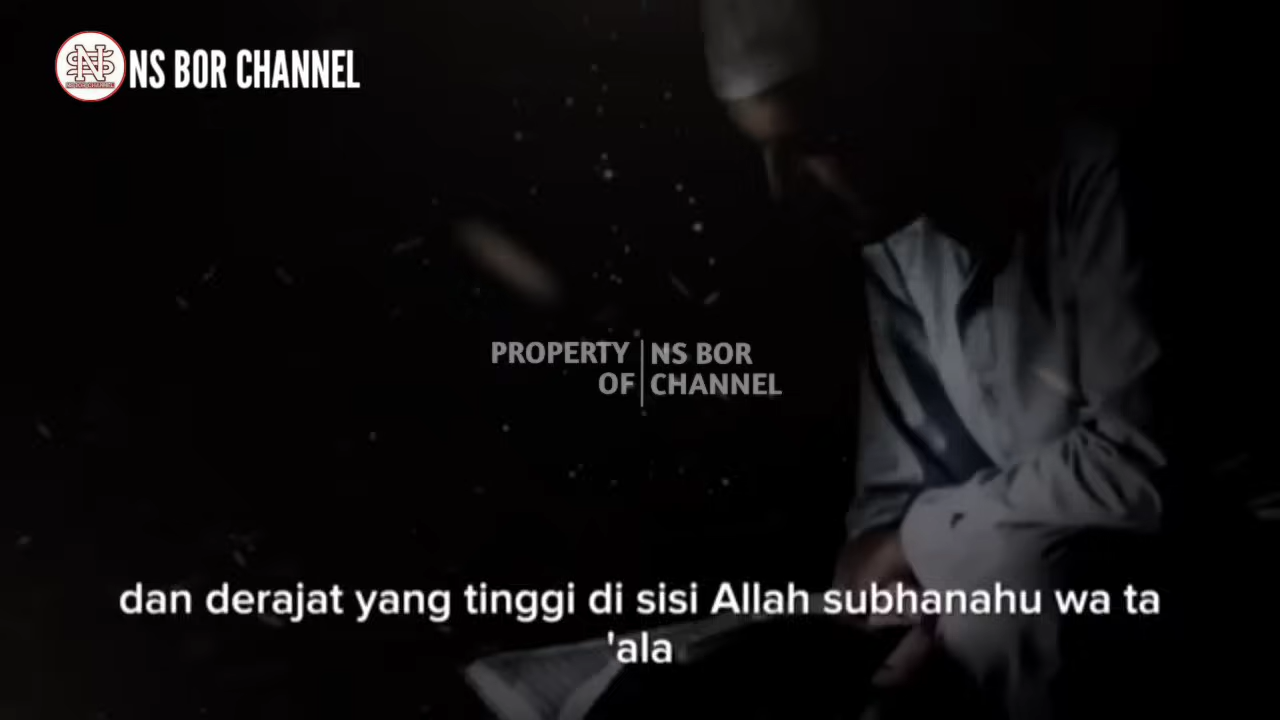 NS BOR CHANNEL
PROPERTY OF
NS BOR CHANNEL
dan derajat yang tinggi di sisi Allah subhanahu wa ta
'ala